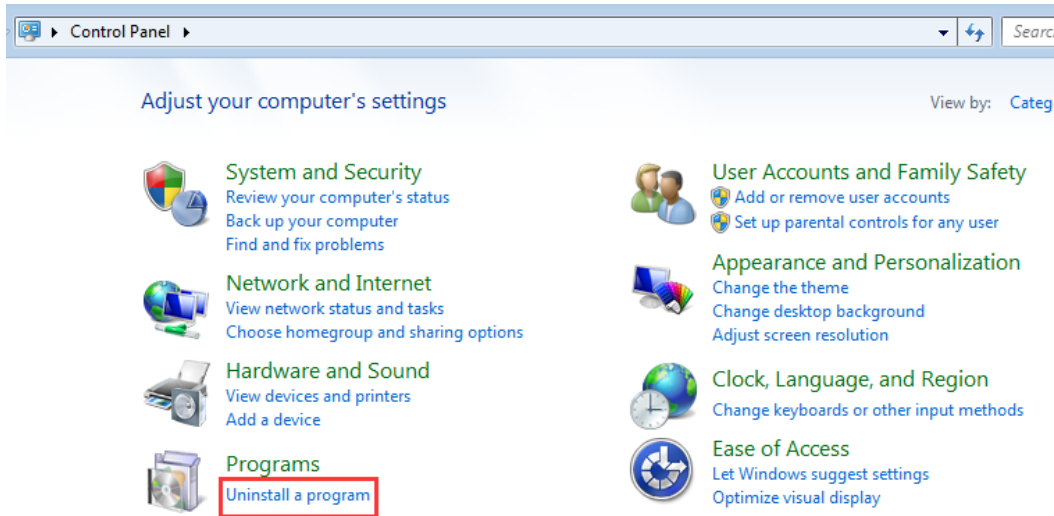 Control Panel
Searc
Adjust your computer's settings
View by: Categ
System and Security
Review your computer's status
Back up your computer
Find and fix problems
Network and Internet
View network status and tasks
Choose homegroup and sharing options
Hardware and Sound
View devices and printers
Add a device
Programs
Uninstall a program
User Accounts and Family Safety
Add or remove user accounts
Set up parental controls for any user
Appearance and Personalization
Change the theme
Change desktop background
Adjust screen resolution
Clock, Language, and Region
Change keyboards or other input methods
Ease of Access
Let Windows suggest settings
Optimize visual display